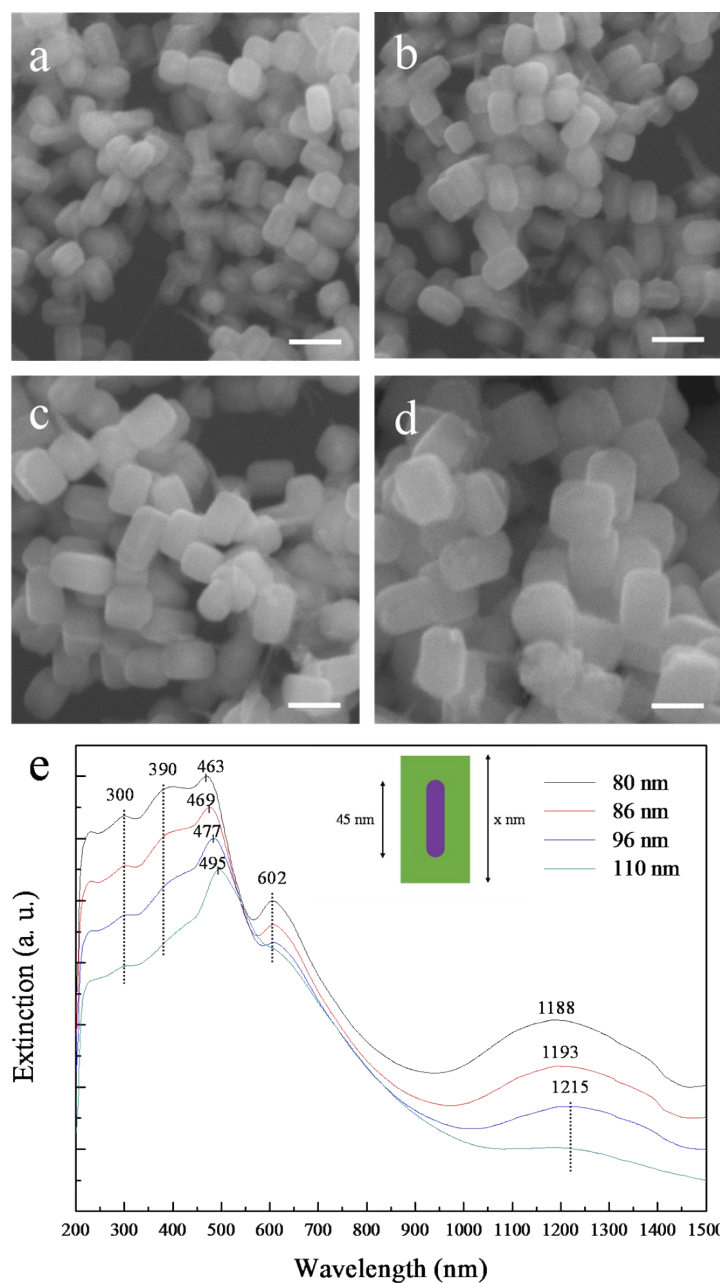 a
b
c
d
e
300
390
463
469
477
495
602
1188
1193
1215
45 nm
x nm
80 nm
86 nm
96 nm
110 nm
Extinction (a. u.)
200 300 400 500 600 700 800 900 1000 1100 1200 1300 1400 1500
Wavelength (nm)